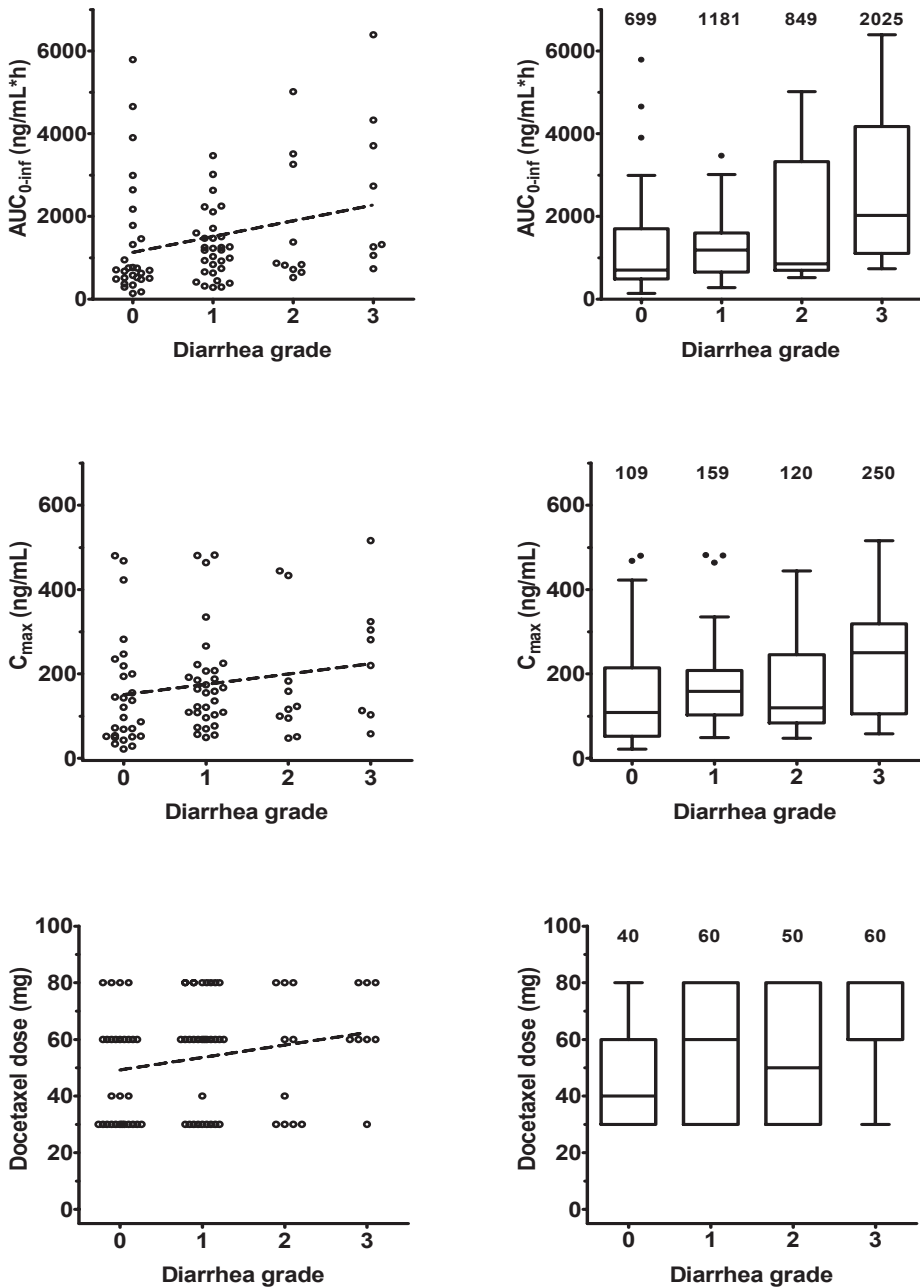 AUC0-inf (ng/mL*h)
6000
4000
2000
0
0 1 2 3
Diarrhea grade
699 1181 849 2025
AUC0-inf (ng/mL*h)
6000
4000
2000
0
0 1 2 3
Diarrhea grade
Cmax (ng/mL)
600
400
200
0
0 1 2 3
Diarrhea grade
109 159 120 250
Cmax (ng/mL)
600
400
200
0
0 1 2 3
Diarrhea grade
Docetaxel dose (mg)
100
80
60
40
20
0
0 1 2 3
Diarrhea grade
40 60 50 60
Docetaxel dose (mg)
100
80
60
40
20
0
0 1 2 3
Diarrhea grade